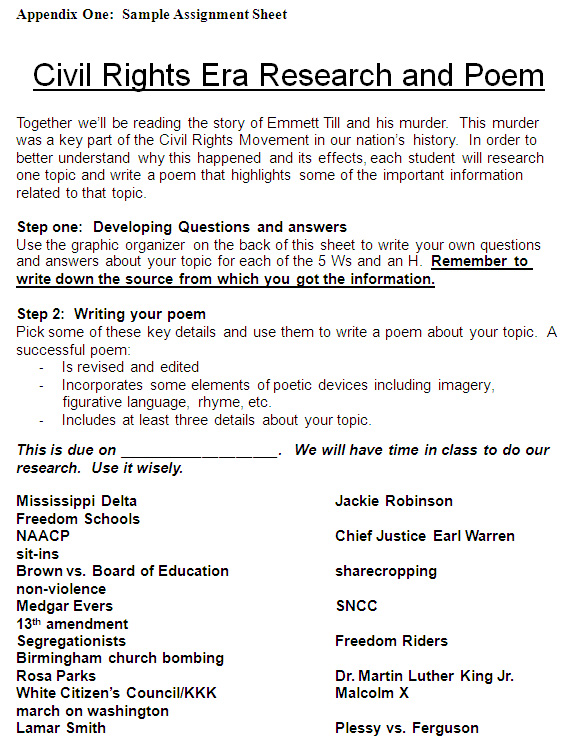 Appendix One:  Sample Assignment Sheet
Civil Rights Era Research and Poem
Together we'll be reading the story of Emmett Till and his murder.  This murder
was a key part of the Civil Rights Movement in our nation's history.  In order to
better understand why this happened and its effects, each student will research
one topic and write a poem that highlights some of the important information
related to that topic.
Step one:  Developing Questions and answers
Use the graphic organizer on the back of this sheet to write your own questions
and answers about your topic for each of the 5 Ws and an H.  Remember to
write down the source from which you got the information.
Step 2:  Writing your poem
Pick some of these key details and use them to write a poem about your topic.  A
successful poem:
- Is revised and edited
- Incorporates some elements of poetic devices including imagery,
figurative language, rhyme, etc.
- Includes at least three details about your topic.
This is due on ___________________.  We will have time in class to do our
research.  Use it wisely.
Mississippi Delta Jackie Robinson
Freedom Schools
NAACP Chief Justice Earl Warren
sit-ins
Brown vs. Board of Education sharecropping
non-violence
Medgar Evers SNCC
13th amendment
Segregationists Freedom Riders
Birmingham church bombing
Rosa Parks Dr. Martin Luther King Jr.
White Citizen's Council/KKK Malcolm X
march on washington
Lamar Smith Plessy vs. Ferguson